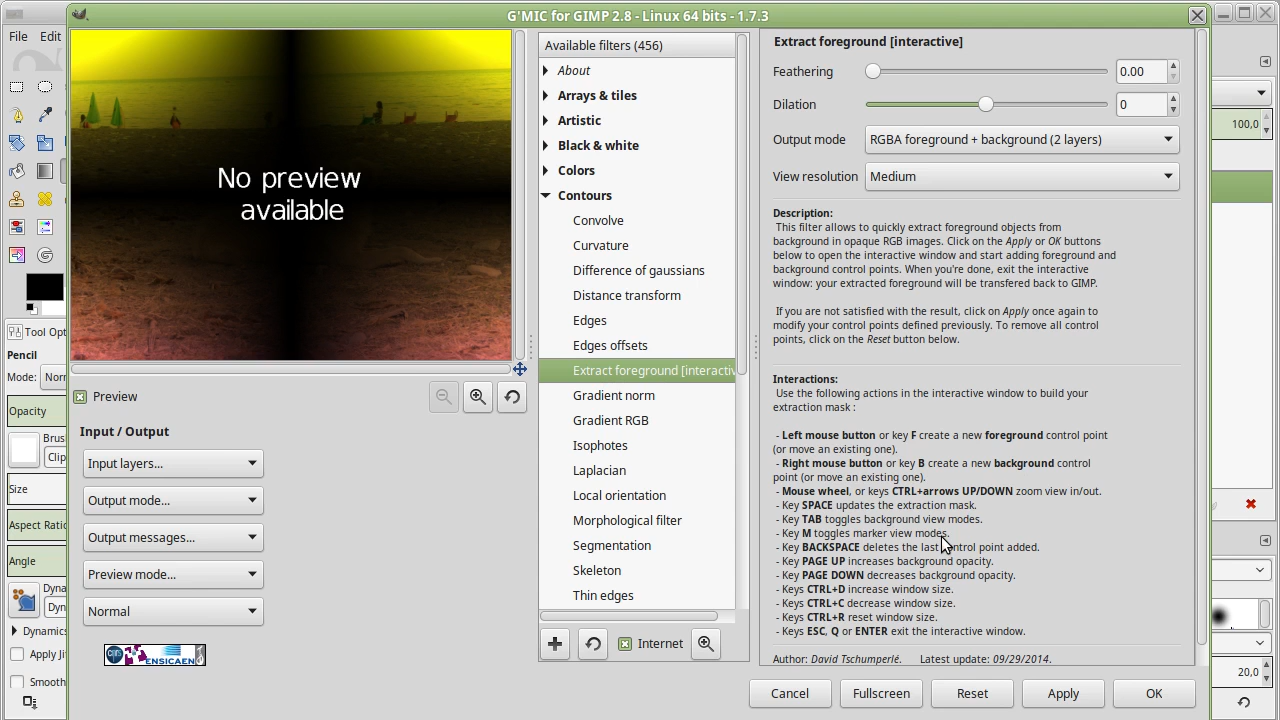 G'MIC for GIMP 2.8 - Linux 64 bits - 1.7.3
File Edit
No preview
available
Preview
Input / Output
Input layers...
Output mode...
Output messages...
Preview mode...
Normal
ENSICAEN
Tool Opt
Pencil
Mode: Norr
Opacity
Brus
Clip
Size
Aspect Ratio
Angle
Dyna
Dyn
Dynamics
Apply Jit
Smooth
Available filters (456)
About
Arrays & tiles
Artistic
Black & white
Colors
Contours
Convolve
Curvature
Difference of gaussians
Distance transform
Edges
Edges offsets
Extract foreground [interactiv
Gradient norm
Gradient RGB
Isophotes
Laplacian
Local orientation
Morphological filter
Segmentation
Skeleton
Thin edges
Internet
Extract foreground [interactive]
Feathering 0.00
Dilation 0
Output mode RGBA foreground + background (2 layers)
View resolution Medium
Description:
This filter allows to quickly extract foreground objects from
background in opaque RGB images. Click on the Apply or OK buttons
below to open the interactive window and start adding foreground and
background control points. When you're done, exit the interactive
window: your extracted foreground will be transfered back to GIMP.
If you are not satisfied with the result, click on Apply once again to
modify your control points defined previously. To remove all control
points, click on the Reset button below.
Interactions:
Use the following actions in the interactive window to build your
extraction mask :
- Left mouse button or key F create a new foreground control point
(or move an existing one).
- Right mouse button or key B create a new background control
point (or move an existing one).
- Mouse wheel, or keys CTRL+arrows UP/DOWN zoom view in/out.
- Key SPACE updates the extraction mask.
- Key TAB toggles background view modes.
- Key M toggles marker view modes.
- Key BACKSPACE deletes the last control point added.
- Key PAGE UP increases background opacity.
- Key PAGE DOWN decreases background opacity.
- Keys CTRL+D increase window size.
- Keys CTRL+C decrease window size.
- Keys CTRL+R reset window size.
- Keys ESC, Q or ENTER exit the interactive window.
Author: David Tschumperlé. Latest update: 09/29/2014.
Cancel Fullscreen Reset Apply OK
100,0
20,0